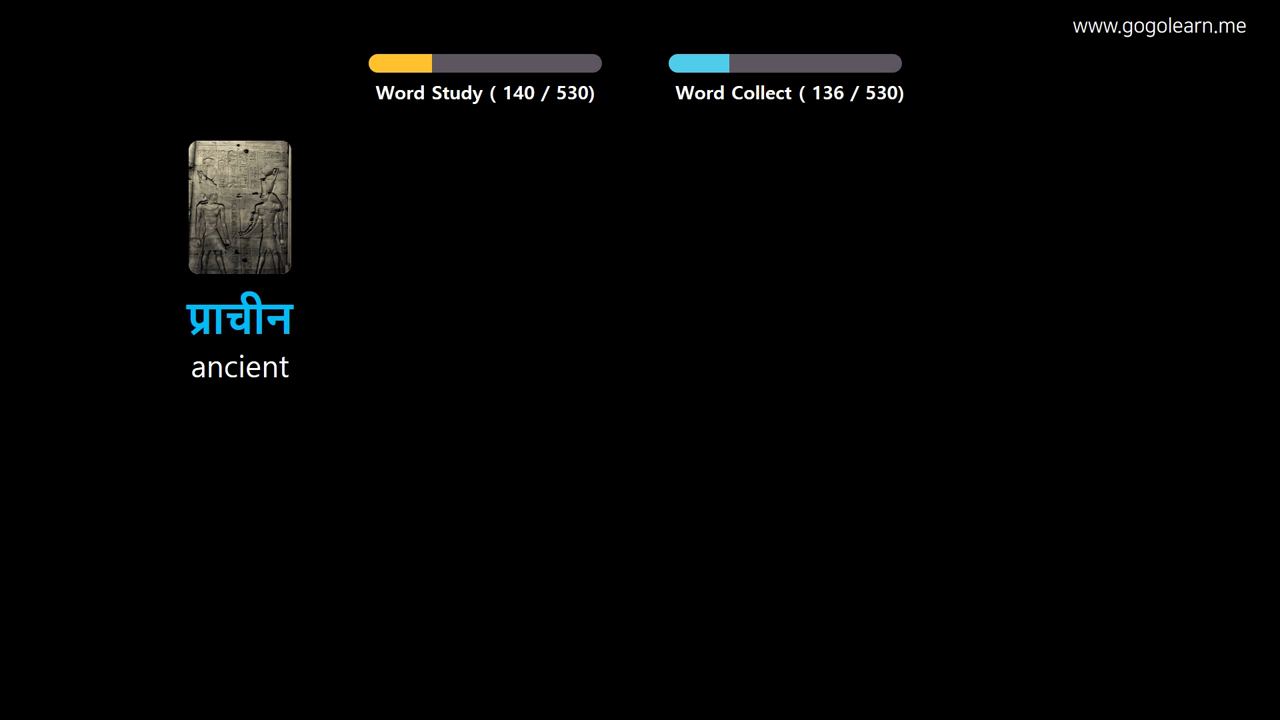 www.gogolearn.me
Word Study ( 140 / 530)
Word Collect ( 136 / 530)
प्राचीन
ancient